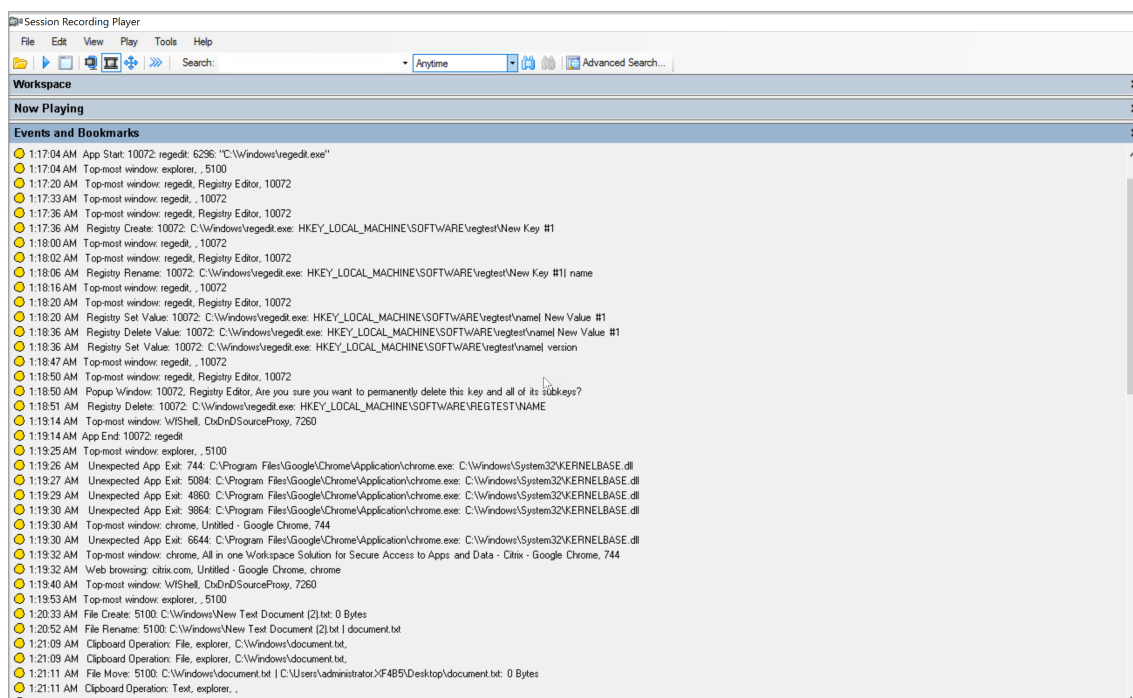 Session Recording Player
File Edit View Play Tools Help
Search: Anytime Advanced Search...
Workspace
Now Playing
Events and Bookmarks
1:17:04 AM App Start: 10072: regedit: 6296: "C:\Windows\regedit.exe"
1:17:04 AM Top-most window: explorer, , 5100
1:17:20 AM Top-most window: regedit, Registry Editor, 10072
1:17:33 AM Top-most window: regedit, , 10072
1:17:36 AM Top-most window: regedit, Registry Editor, 10072
1:17:36 AM Registry Create: 10072: C:\Windows\regedit.exe: HKEY_LOCAL_MACHINE\SOFTWARE\regtest\New Key #1
1:18:00 AM Top-most window: regedit, , 10072
1:18:02 AM Top-most window: regedit, Registry Editor, 10072
1:18:06 AM Registry Rename: 10072: C:\Windows\regedit.exe: HKEY_LOCAL_MACHINE\SOFTWARE\regtest\New Key #1| name
1:18:16 AM Top-most window: regedit, , 10072
1:18:20 AM Top-most window: regedit, Registry Editor, 10072
1:18:20 AM Registry Set Value: 10072: C:\Windows\regedit.exe: HKEY_LOCAL_MACHINE\SOFTWARE\regtest\name| New Value #1
1:18:36 AM Registry Delete Value: 10072: C:\Windows\regedit.exe: HKEY_LOCAL_MACHINE\SOFTWARE\regtest\name| New Value #1
1:18:36 AM Registry Set Value: 10072: C:\Windows\regedit.exe: HKEY_LOCAL_MACHINE\SOFTWARE\regtest\name| version
1:18:47 AM Top-most window: regedit, , 10072
1:18:50 AM Top-most window: regedit, Registry Editor, 10072
1:18:50 AM Popup Window: 10072, Registry Editor, Are you sure you want to permanently delete this key and all of its subkeys?
1:18:51 AM Registry Delete: 10072: C:\Windows\regedit.exe: HKEY_LOCAL_MACHINE\SOFTWARE\REGTEST\NAME
1:19:14 AM Top-most window: WfShell, CtxDnDSourceProxy, 7260
1:19:14 AM App End: 10072: regedit
1:19:25 AM Top-most window: explorer, , 5100
1:19:26 AM Unexpected App Exit: 744: C:\Program Files\Google\Chrome\Application\chrome.exe: C:\Windows\System32\KERNELBASE.dll
1:19:27 AM Unexpected App Exit: 5084: C:\Program Files\Google\Chrome\Application\chrome.exe: C:\Windows\System32\KERNELBASE.dll
1:19:29 AM Unexpected App Exit: 4860: C:\Program Files\Google\Chrome\Application\chrome.exe: C:\Windows\System32\KERNELBASE.dll
1:19:30 AM Unexpected App Exit: 9864: C:\Program Files\Google\Chrome\Application\chrome.exe: C:\Windows\System32\KERNELBASE.dll
1:19:30 AM Top-most window: chrome, Untitled - Google Chrome, 744
1:19:30 AM Unexpected App Exit: 6644: C:\Program Files\Google\Chrome\Application\chrome.exe: C:\Windows\System32\KERNELBASE.dll
1:19:32 AM Top-most window: chrome, All in one Workspace Solution for Secure Access to Apps and Data - Citrix - Google Chrome, 744
1:19:32 AM Web browsing: citrix.com, Untitled - Google Chrome, chrome
1:19:40 AM Top-most window: WfShell, CtxDnDSourceProxy, 7260
1:19:53 AM Top-most window: explorer, , 5100
1:20:33 AM File Create: 5100: C:\Windows\New Text Document (2).txt: 0 Bytes
1:20:52 AM File Rename: 5100: C:\Windows\New Text Document (2).txt | document.txt
1:21:09 AM Clipboard Operation: File, explorer, C:\Windows\document.txt,
1:21:09 AM Clipboard Operation: File, explorer, C:\Windows\document.txt,
1:21:11 AM File Move: 5100: C:\Windows\document.txt | C:\Users\administrator.XF4B5\Desktop\document.txt: 0 Bytes
1:21:11 AM Clipboard Operation: Text, explorer, ,